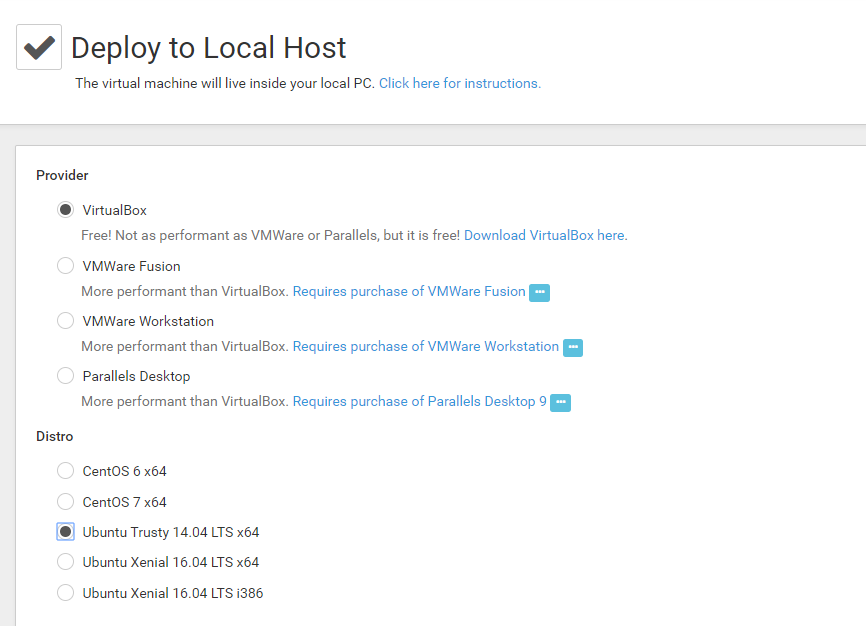 Deploy to Local Host
The virtual machine will live inside your local PC. Click here for instructions.
Provider
VirtualBox
Free! Not as performant as VMWare or Parallels, but it is free! Download VirtualBox here.
VMWare Fusion
More performant than VirtualBox. Requires purchase of VMWare Fusion
VMWare Workstation
More performant than VirtualBox. Requires purchase of VMWare Workstation
Parallels Desktop
More performant than VirtualBox. Requires purchase of Parallels Desktop 9
Distro
CentOS 6 x64
CentOS 7 x64
Ubuntu Trusty 14.04 LTS x64
Ubuntu Xenial 16.04 LTS x64
Ubuntu Xenial 16.04 LTS i386